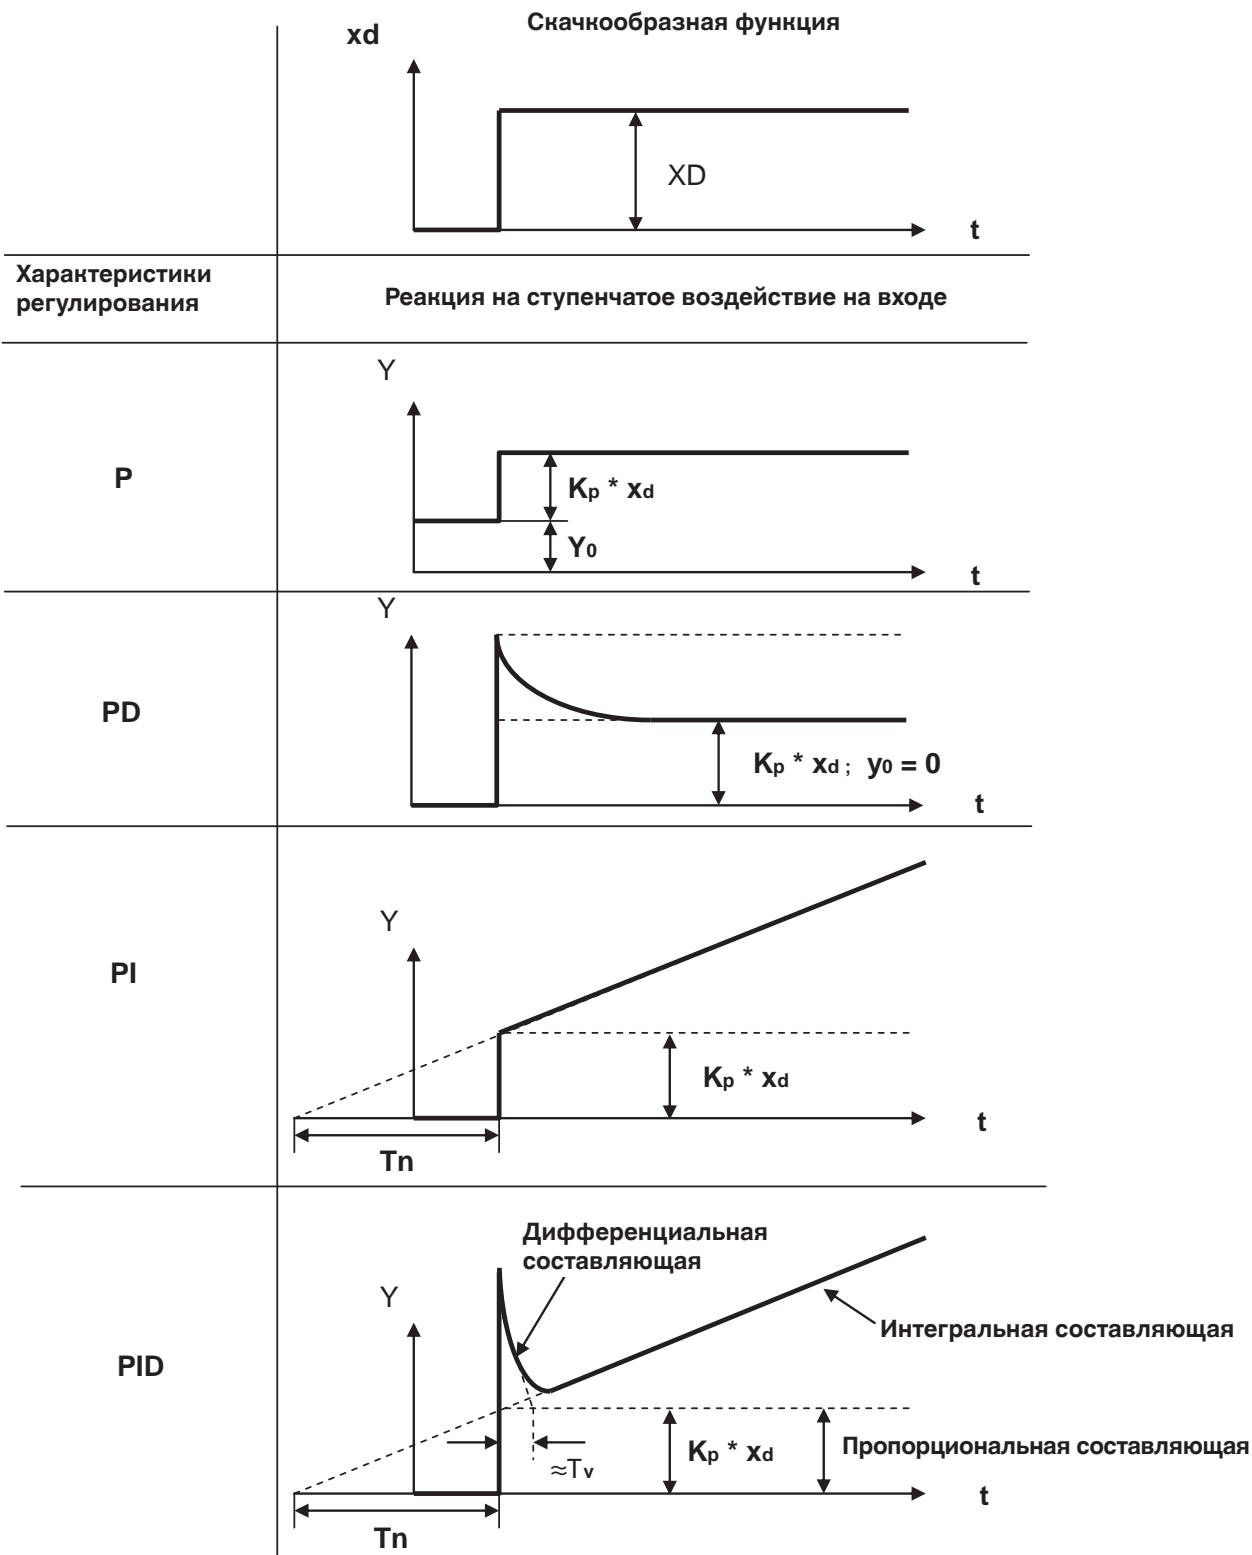 Скачкообразная функция
xd
XD
t
Характеристики
регулирования
Реакция на ступенчатое воздействие на входе
Y
P
Kp * xd
Y0
t
Y
PD
Kp * xd ; y0 = 0
t
Y
PI
Kp * xd
t
Tn
Дифференциальная
составляющая
Y
Интегральная составляющая
PID
Kp * xd
Пропорциональная составляющая
≈Tv
t
Tn